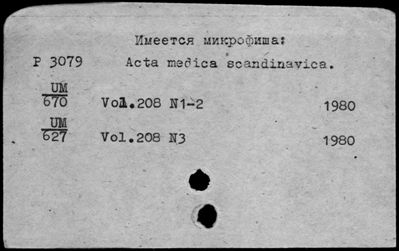 Имеется микрофиша:
P 3079 Acta medica scandinavica.
UM
670 Vol.208 N1-2 1980
UM
627 Vol.208 N3 1980